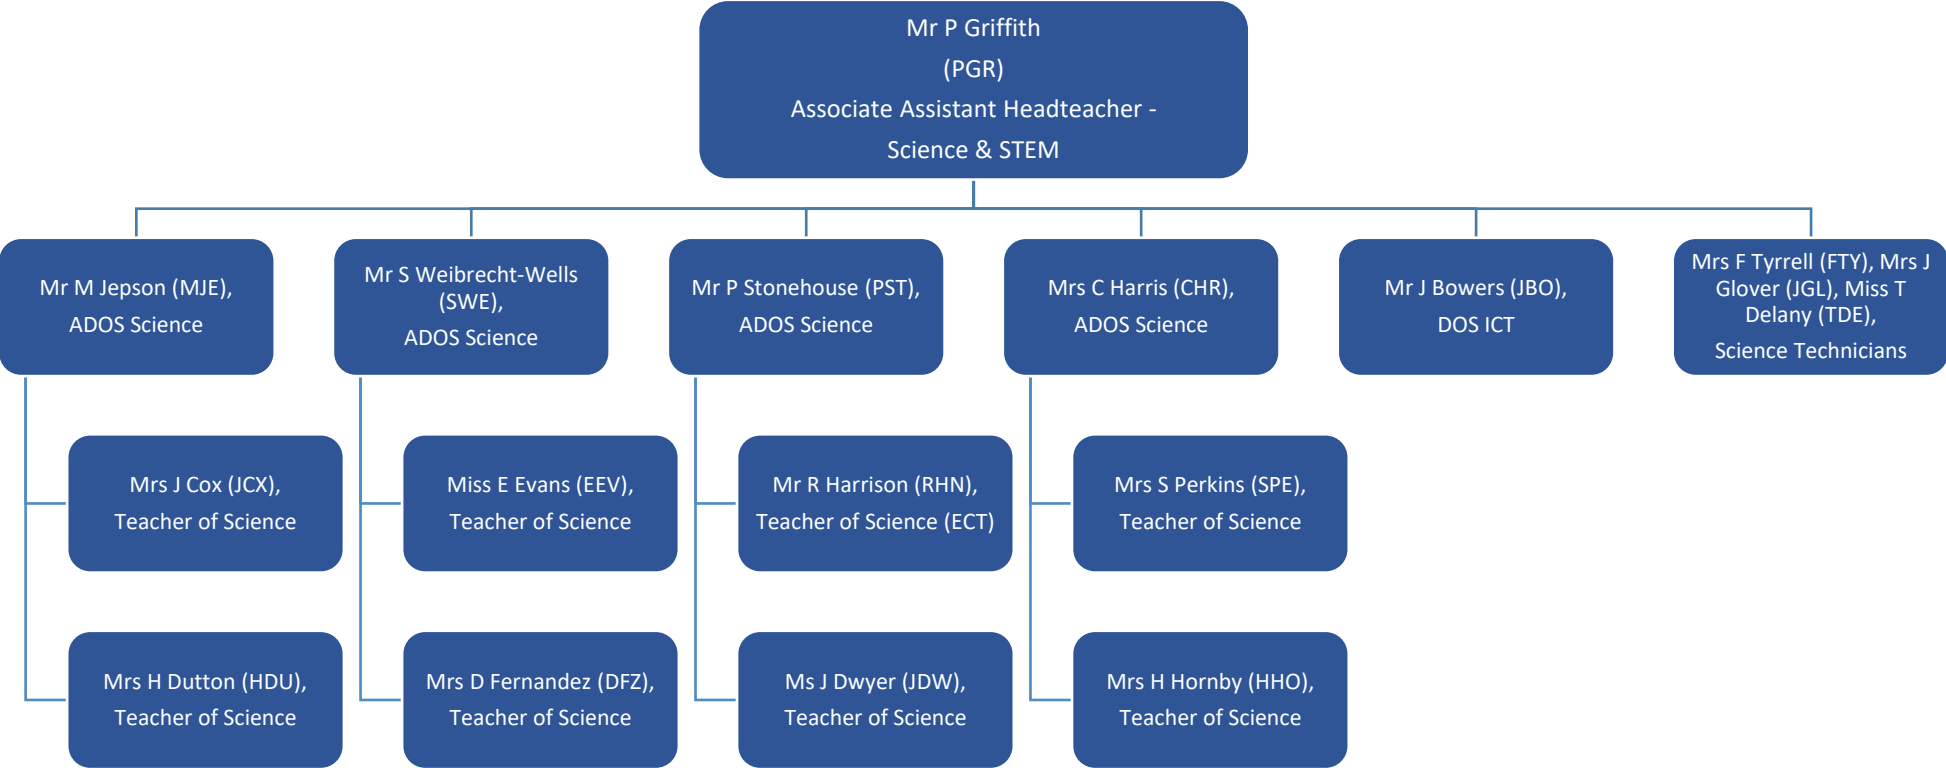 Mr P Griffith
(PGR)
Associate Assistant Headteacher -
Science & STEM
Mr M Jepson (MJE),
ADOS Science
Mr S Weibrecht-Wells
(SWE),
ADOS Science
Mr P Stonehouse (PST),
ADOS Science
Mrs C Harris (CHR),
ADOS Science
Mr J Bowers (JBO),
DOS ICT
Mrs F Tyrrell (FTY), Mrs J
Glover (JGL), Miss T
Delany (TDE),
Science Technicians
Mrs J Cox (JCX),
Teacher of Science
Miss E Evans (EEV),
Teacher of Science
Mr R Harrison (RHN),
Teacher of Science (ECT)
Mrs S Perkins (SPE),
Teacher of Science
Mrs H Dutton (HDU),
Teacher of Science
Mrs D Fernandez (DFZ),
Teacher of Science
Ms J Dwyer (JDW),
Teacher of Science
Mrs H Hornby (HHO),
Teacher of Science